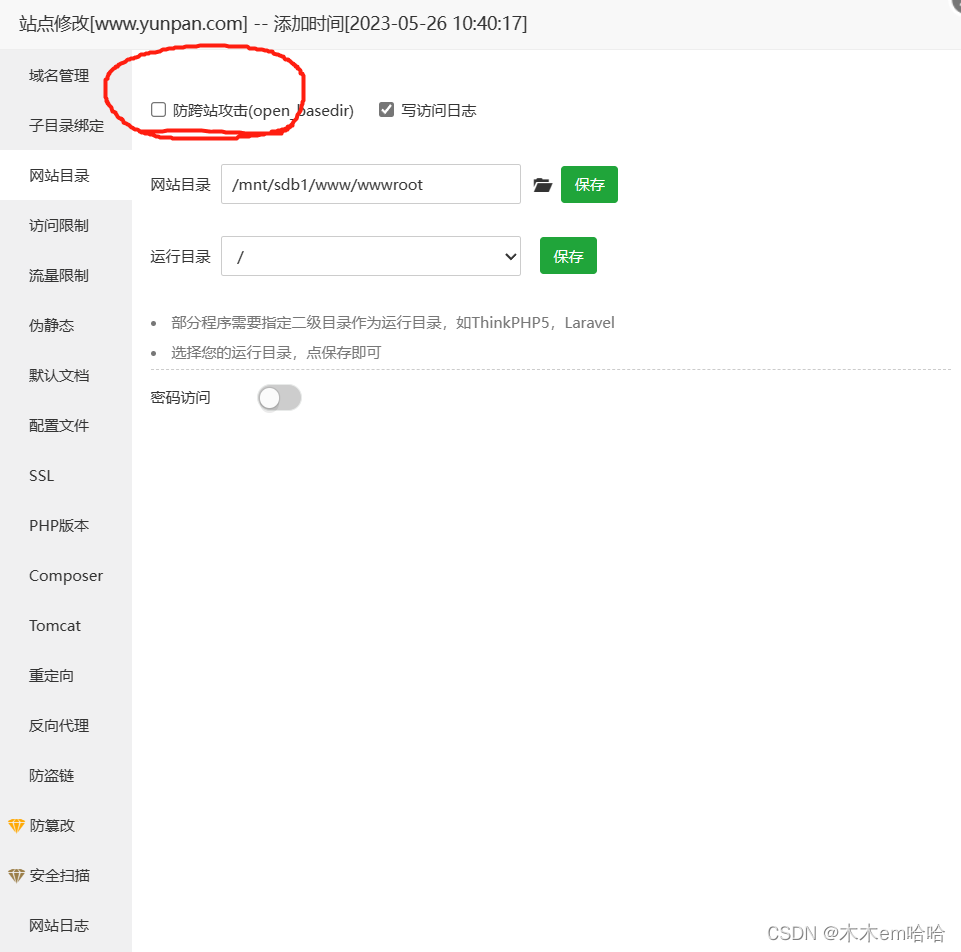 站点修改[www.yunpan.com] -- 添加时间[2023-05-26 10:40:17]
域名管理
子目录绑定
网站目录
访问限制
流量限制
伪静态
默认文档
配置文件
SSL
PHP版本
Composer
Tomcat
重定向
反向代理
防盗链
防篡改
安全扫描
网站日志
防跨站攻击(open_basedir) 写访问日志
网站目录 /mnt/sdb1/www/wwwroot 保存
运行目录 / 保存
部分程序需要指定二级目录作为运行目录，如ThinkPHP5，Laravel
选择您的运行目录，点保存即可
密码访问
CSDN @木木em哈哈